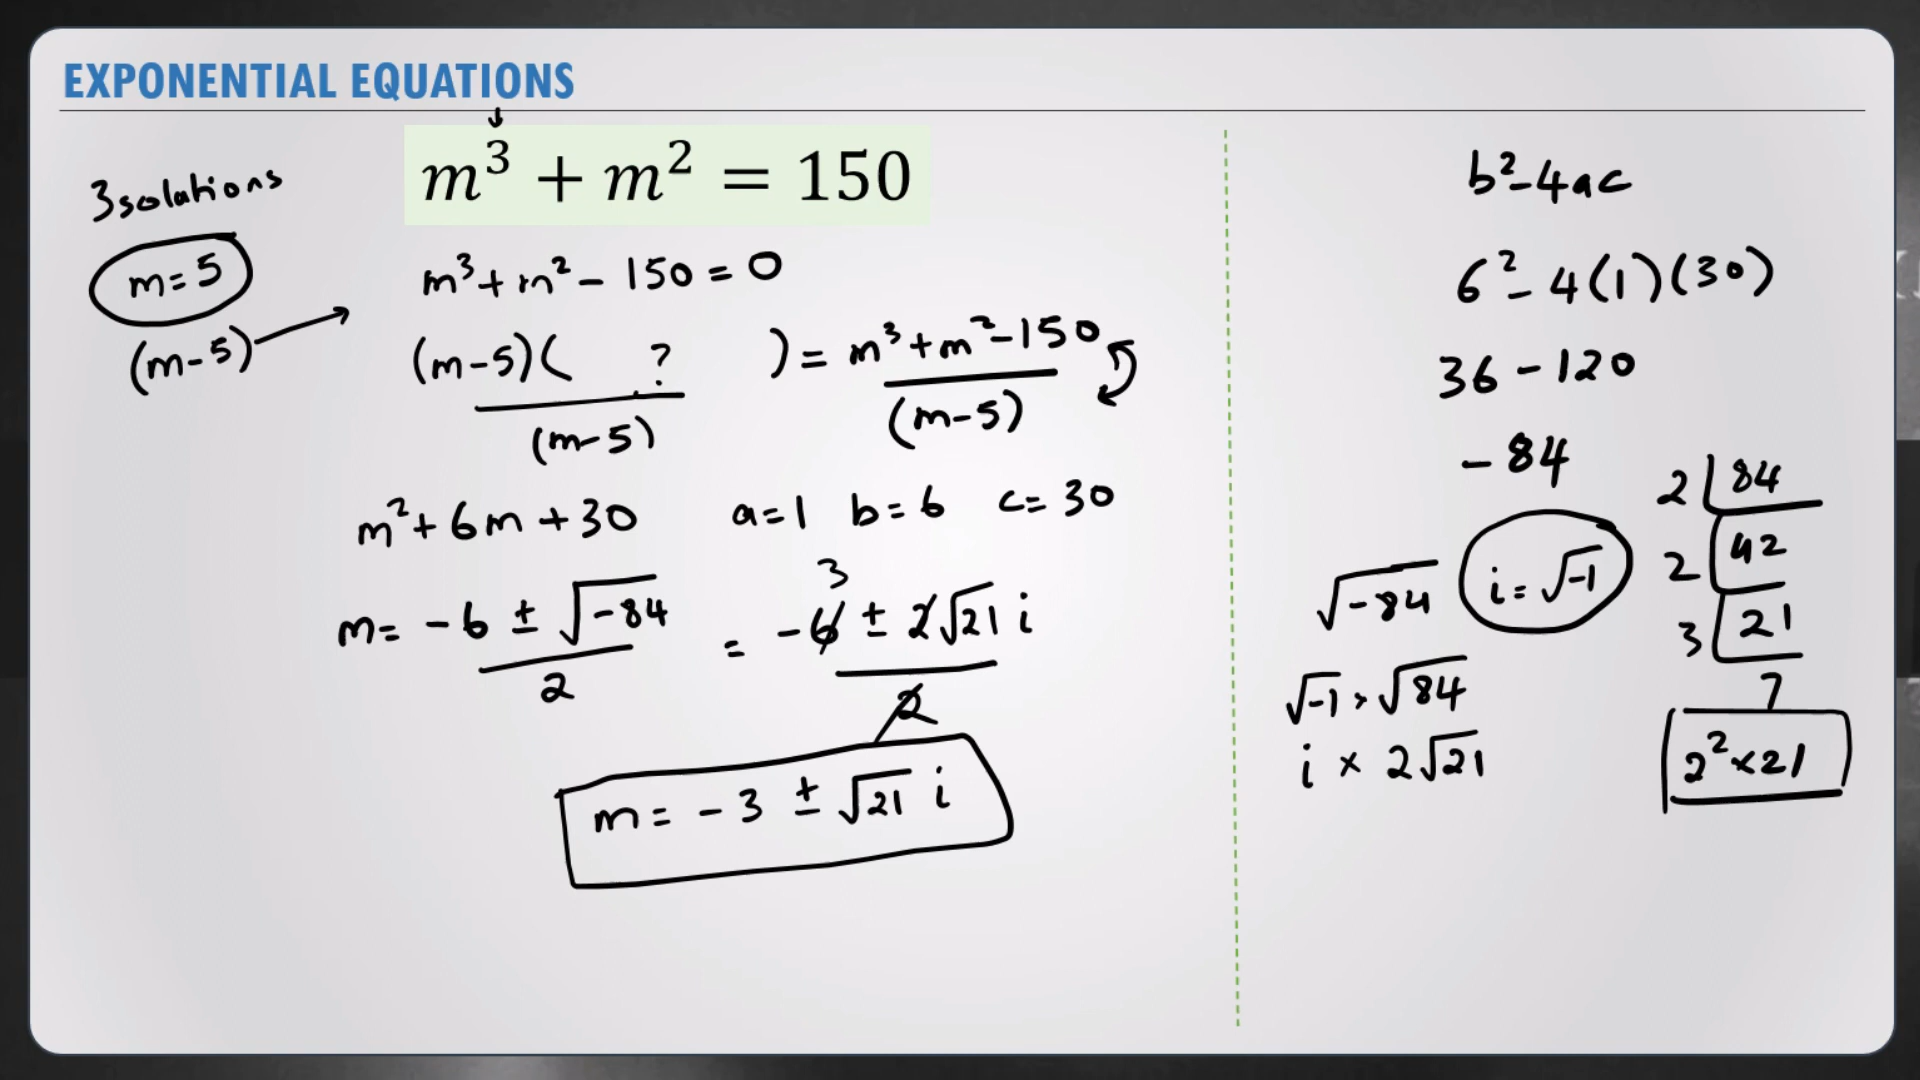 EXPONENTIAL EQUATIONS
m³ + m² = 150
3 solutions
m = 5
(m-5)
m³ + m² - 150 = 0
(m-5)( ? ) = m³ + m² - 150
(m-5) (m-5)
m² + 6m + 30 a = 1 b = 6 c = 30
m = -6 ± √-84 = -6 ± 2√21 i
3
2 2
m = -3 ± √21 i
b² - 4ac
6² - 4(1)(30)
36 - 120
-84
2 84
2 42
3 21
7
2² × 21
√-84
i = √-1
√-1 × √84
i × 2√21